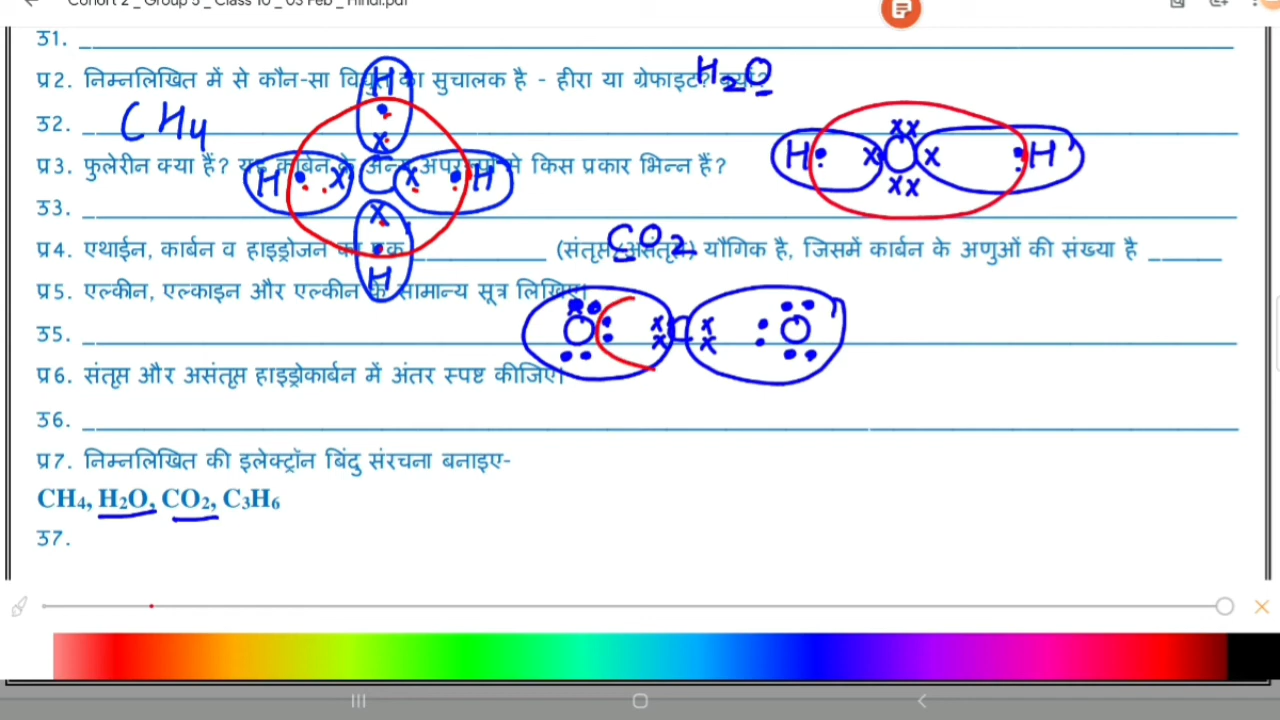 Cohort 2 _ Group 5 _ Class 10 _ 03 Feb _ Hindi.pdf
उ1.
प्र2. निम्नलिखित में से कौन-सा विद्युत का सुचालक है - हीरा या ग्रेफाइट? क्यों?
H₂O
उ2.
CH₄
प्र3. फुलेरीन क्या हैं? यह कार्बन के अन्य अपररूपों से किस प्रकार भिन्न हैं?
H H H H
H O H
उ3.
CO₂
प्र4. एथाईन, कार्बन व हाइड्रोजन का एक __________ (संतृप्त/असंतृप्त) यौगिक है, जिसमें कार्बन के अणुओं की संख्या है ______
प्र5. एल्कीन, एल्काइन और एल्कीन के सामान्य सूत्र लिखिए।
O C O
उ5.
प्र6. संतृप्त और असंतृप्त हाइड्रोकार्बन में अंतर स्पष्ट कीजिए।
उ6.
प्र7. निम्नलिखित की इलेक्ट्रॉन बिंदु संरचना बनाइए-
CH₄, H₂O, CO₂, C₃H₆
उ7.